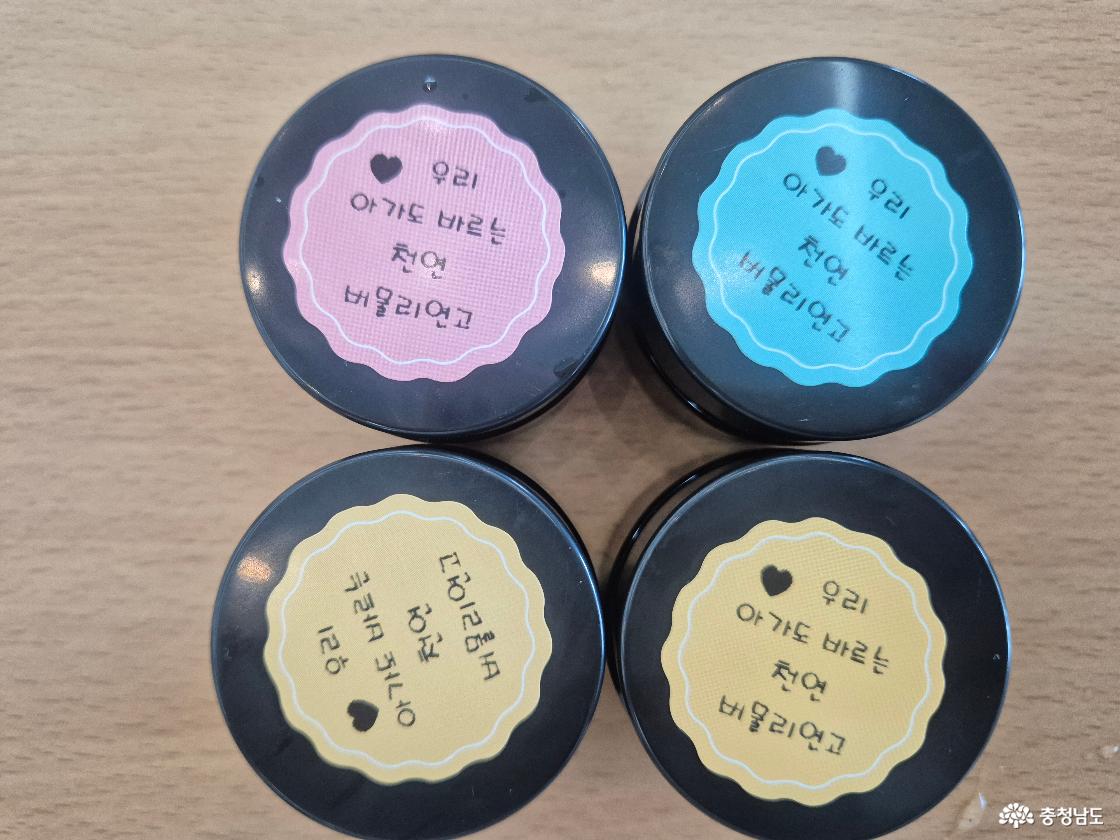 ♥ 우리
아가도 바르는
천연
버물리연고
♥ 우리
아가도 바르는
천연
버물리연고
♥ 우리
아가도 바르는
천연
버물리연고
♥ 우리
아가도 바르는
천연
버물리연고
충청남도